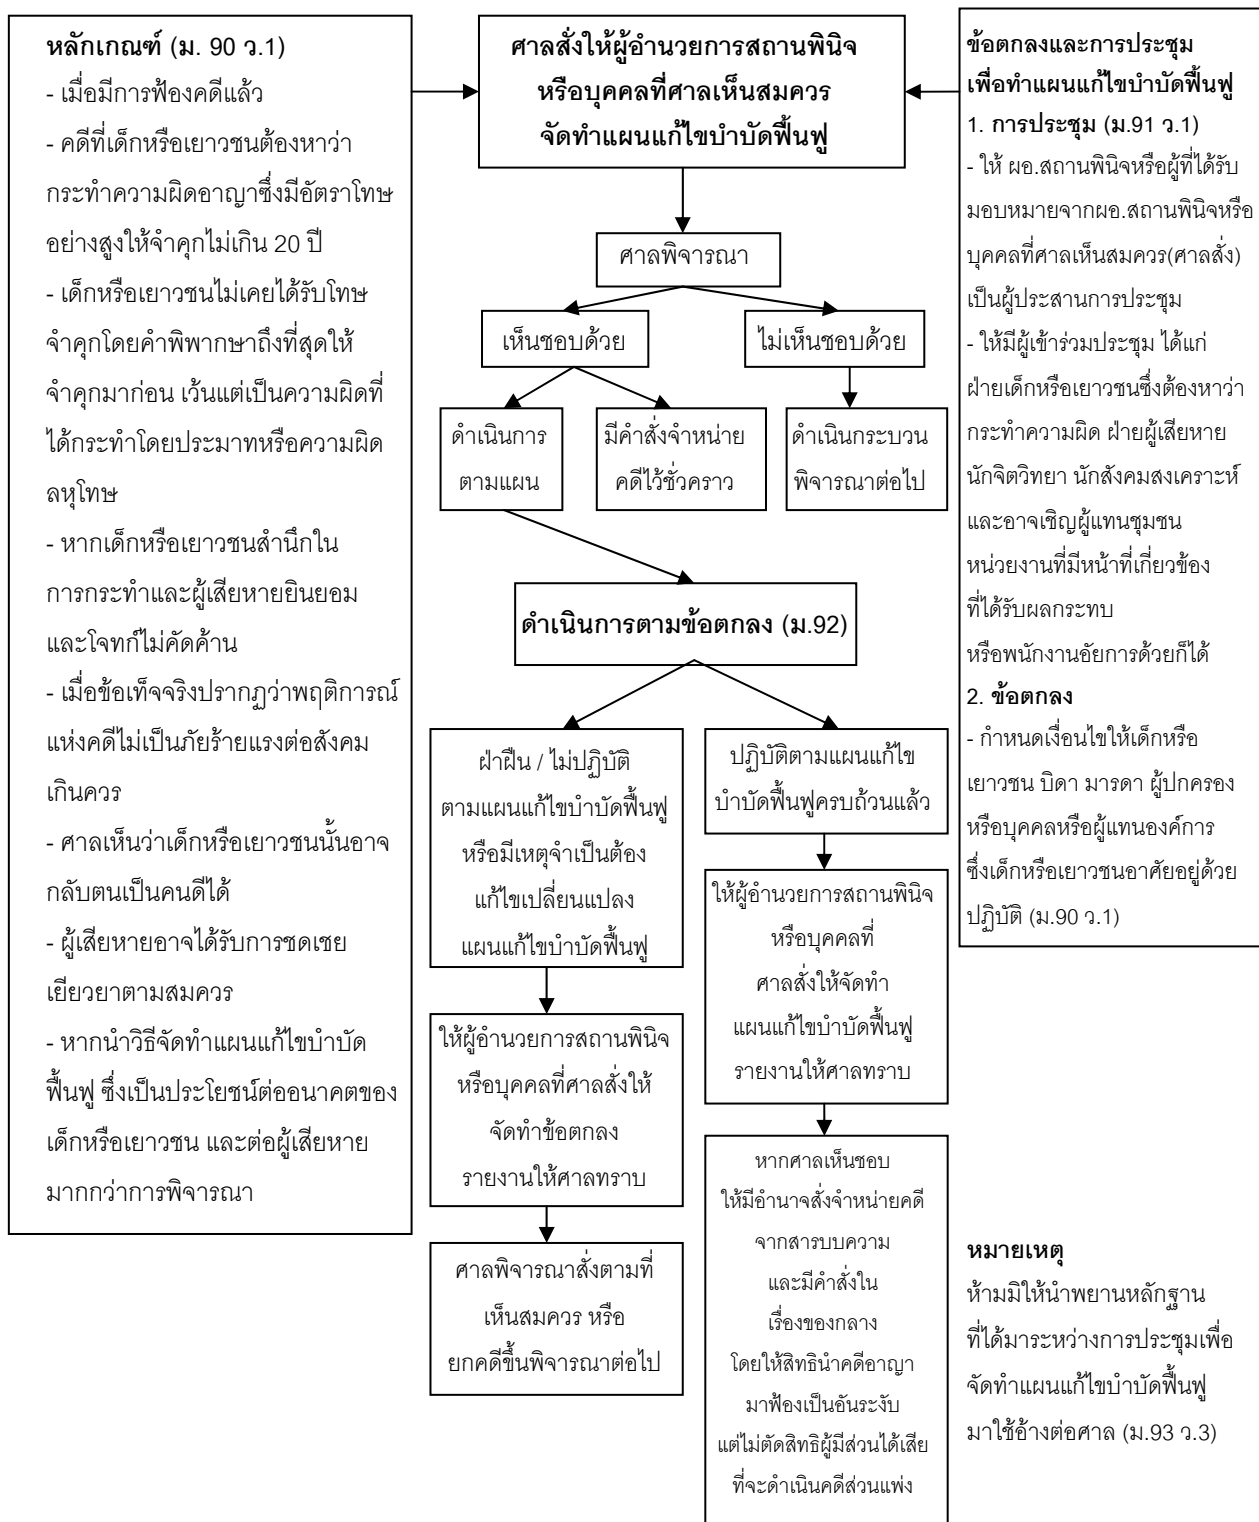 หลักเกณฑ์ (ม. 90 ว.1)
- เมื่อมีการฟ้องคดีแล้ว
- คดีที่เด็กหรือเยาวชนต้องหาว่า
กระทำความผิดอาญาซึ่งมีอัตราโทษ
อย่างสูงให้จำคุกไม่เกิน 20 ปี
- เด็กหรือเยาวชนไม่เคยได้รับโทษ
จำคุกโดยคำพิพากษาถึงที่สุดให้
จำคุกมาก่อน เว้นแต่เป็นความผิดที่
ได้กระทำโดยประมาทหรือความผิด
ลหุโทษ
- หากเด็กหรือเยาวชนสำนึกใน
การกระทำและผู้เสียหายยินยอม
และโจทก์ไม่คัดค้าน
- เมื่อข้อเท็จจริงปรากฏว่าพฤติการณ์
แห่งคดีไม่เป็นภัยร้ายแรงต่อสังคม
เกินควร
- ศาลเห็นว่าเด็กหรือเยาวชนนั้นอาจ
กลับตนเป็นคนดีได้
- ผู้เสียหายอาจได้รับการชดเชย
เยียวยาตามสมควร
- หากนำวิธีจัดทำแผนแก้ไขบำบัด
ฟื้นฟู ซึ่งเป็นประโยชน์ต่ออนาคตของ
เด็กหรือเยาวชน และต่อผู้เสียหาย
มากกว่าการพิจารณา
ศาลสั่งให้ผู้อำนวยการสถานพินิจ
หรือบุคคลที่ศาลเห็นสมควร
จัดทำแผนแก้ไขบำบัดฟื้นฟู
ศาลพิจารณา
เห็นชอบด้วย
ไม่เห็นชอบด้วย
ดำเนินการ
ตามแผน
มีคำสั่งจำหน่าย
คดีไว้ชั่วคราว
ดำเนินกระบวน
พิจารณาต่อไป
ดำเนินการตามข้อตกลง (ม.92)
ฝ่าฝืน / ไม่ปฏิบัติ
ตามแผนแก้ไขบำบัดฟื้นฟู
หรือมีเหตุจำเป็นต้อง
แก้ไขเปลี่ยนแปลง
แผนแก้ไขบำบัดฟื้นฟู
ให้ผู้อำนวยการสถานพินิจ
หรือบุคคลที่ศาลสั่งให้
จัดทำข้อตกลง
รายงานให้ศาลทราบ
ศาลพิจารณาสั่งตามที่
เห็นสมควร หรือ
ยกคดีขึ้นพิจารณาต่อไป
ปฏิบัติตามแผนแก้ไข
บำบัดฟื้นฟูครบถ้วนแล้ว
ให้ผู้อำนวยการสถานพินิจ
หรือบุคคลที่
ศาลสั่งให้จัดทำ
แผนแก้ไขบำบัดฟื้นฟู
รายงานให้ศาลทราบ
หากศาลเห็นชอบ
ให้มีอำนาจสั่งจำหน่ายคดี
จากสารบบความ
และมีคำสั่งใน
เรื่องของกลาง
โดยให้สิทธินำคดีอาญา
มาฟ้องเป็นอันระงับ
แต่ไม่ตัดสิทธิผู้มีส่วนได้เสีย
ที่จะดำเนินคดีส่วนแพ่ง
ข้อตกลงและการประชุม
เพื่อทำแผนแก้ไขบำบัดฟื้นฟู
1. การประชุม (ม.91 ว.1)
- ให้ ผอ.สถานพินิจหรือผู้ที่ได้รับ
มอบหมายจากผอ.สถานพินิจหรือ
บุคคลที่ศาลเห็นสมควร(ศาลสั่ง)
เป็นผู้ประสานการประชุม
- ให้มีผู้เข้าร่วมประชุม ได้แก่
ฝ่ายเด็กหรือเยาวชนซึ่งต้องหาว่า
กระทำความผิด ฝ่ายผู้เสียหาย
นักจิตวิทยา นักสังคมสงเคราะห์
และอาจเชิญผู้แทนชุมชน
หน่วยงานที่มีหน้าที่เกี่ยวข้อง
ที่ได้รับผลกระทบ
หรือพนักงานอัยการด้วยก็ได้
2. ข้อตกลง
- กำหนดเงื่อนไขให้เด็กหรือ
เยาวชน บิดา มารดา ผู้ปกครอง
หรือบุคคลหรือผู้แทนองค์การ
ซึ่งเด็กหรือเยาวชนอาศัยอยู่ด้วย
ปฏิบัติ (ม.90 ว.1)
หมายเหตุ
ห้ามมิให้นำพยานหลักฐาน
ที่ได้มาระหว่างการประชุมเพื่อ
จัดทำแผนแก้ไขบำบัดฟื้นฟู
มาใช้อ้างต่อศาล (ม.93 ว.3)